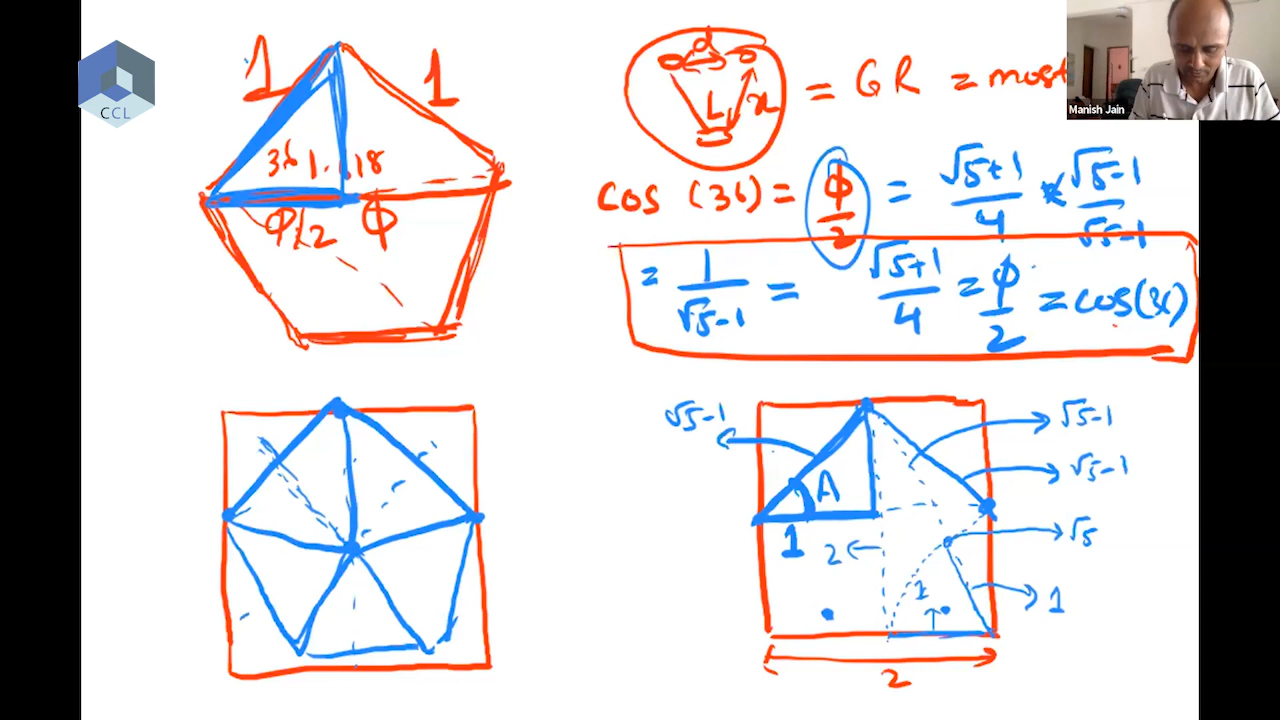 CCL
1 1
36 1.618
φ/2 φ
d
L x
= GR = most
Manish Jain
cos (36) = φ/2 = √5+1/4 × √5-1/√5-1
= 1/√5-1 = √5+1/4 = φ/2 = cos(36)
√5-1
√5-1
√5-1
A
1
2
√5
1
1
2